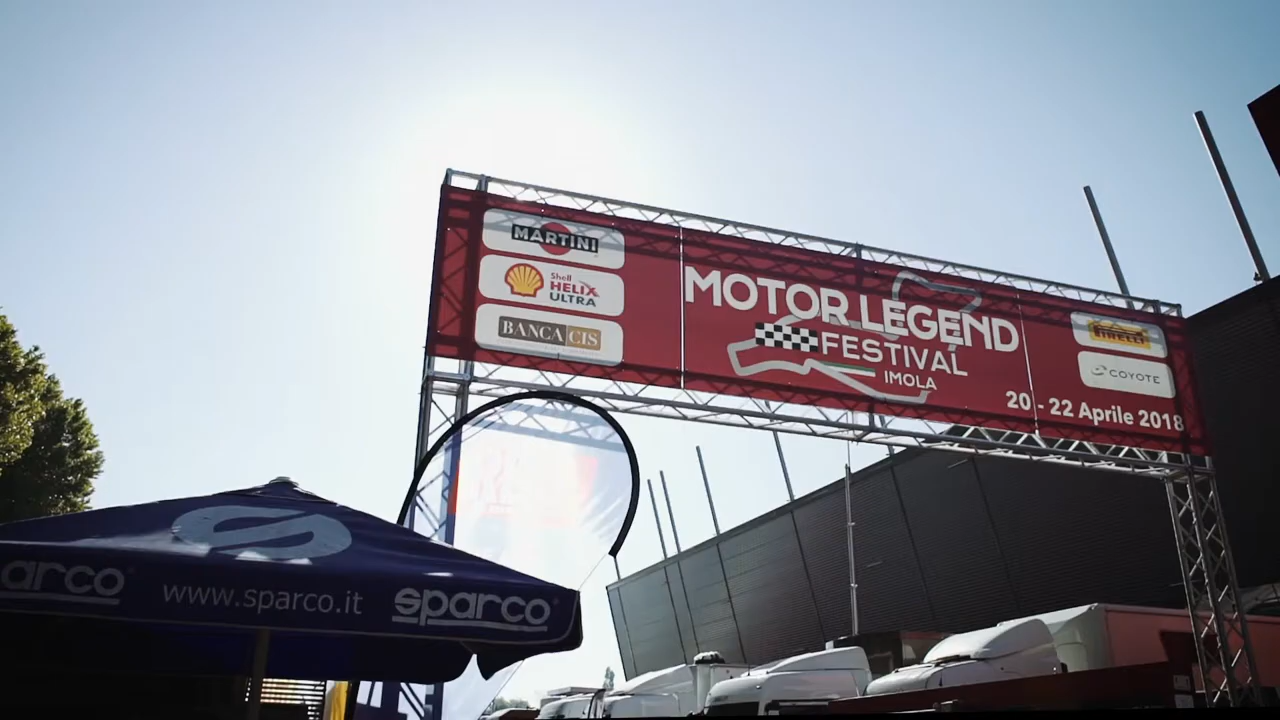 MARTINI
Shell
HELIX
ULTRA
BANCA CIS
MOTOR LEGEND
FESTIVAL
IMOLA
20 - 22 Aprile 2018
PIRELLI
COYOTE
arco
www.sparco.it
sparco